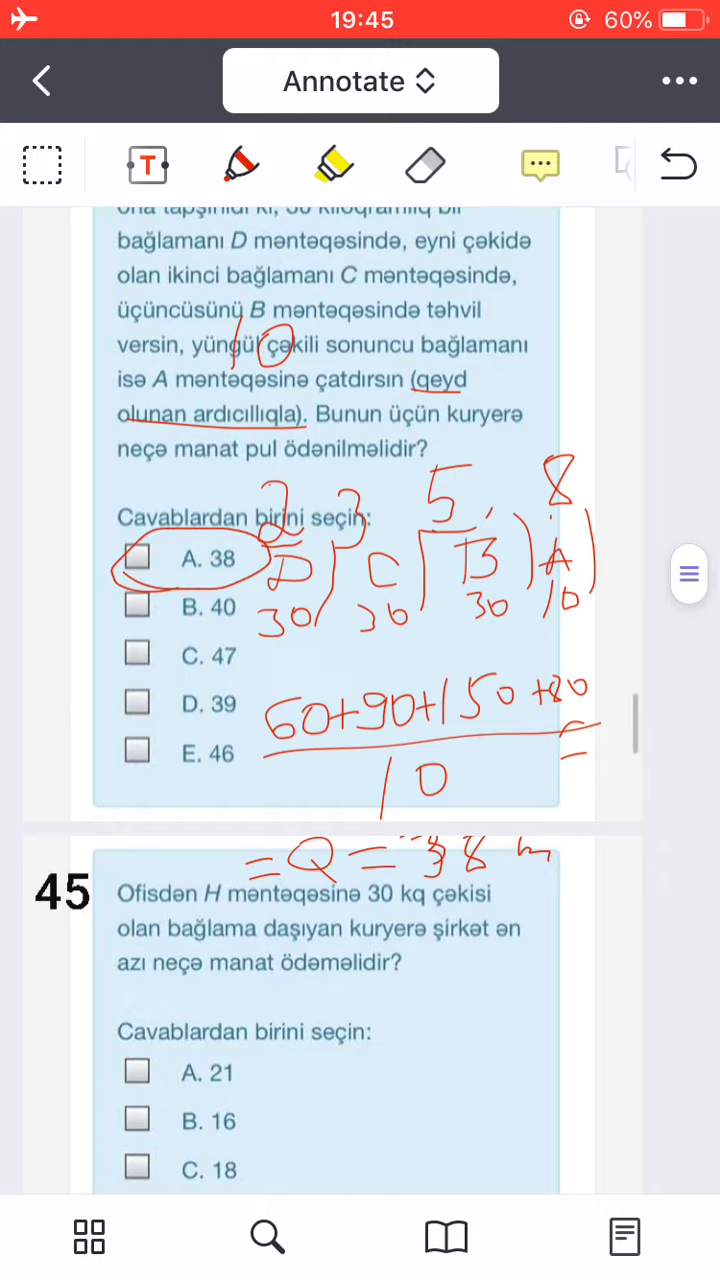 19:45
60%
Annotate
T
bağlamanı D məntəqəsində, eyni çəkidə
olan ikinci bağlamanı C məntəqəsində,
üçüncüsünü B məntəqəsində təhvil
versin, yüngül çəkili sonuncu bağlamanı
10
isə A məntəqəsinə çatdırsın (qeyd
olunan ardıcıllıqla). Bunun üçün kuryerə
neçə manat pul ödənilməlidir?
2 3 5, 8
Cavablardan birini seçin:
A. 38
D) C B) A)
B. 40
30 30 30 10
C. 47
D. 39
60+90+150+80
E. 46
=
10
= Q = 38 m
45
Ofisdən H məntəqəsinə 30 kq çəkisi
olan bağlama daşıyan kuryerə şirkət ən
azı neçə manat ödəməlidir?
Cavablardan birini seçin:
A. 21
B. 16
C. 18